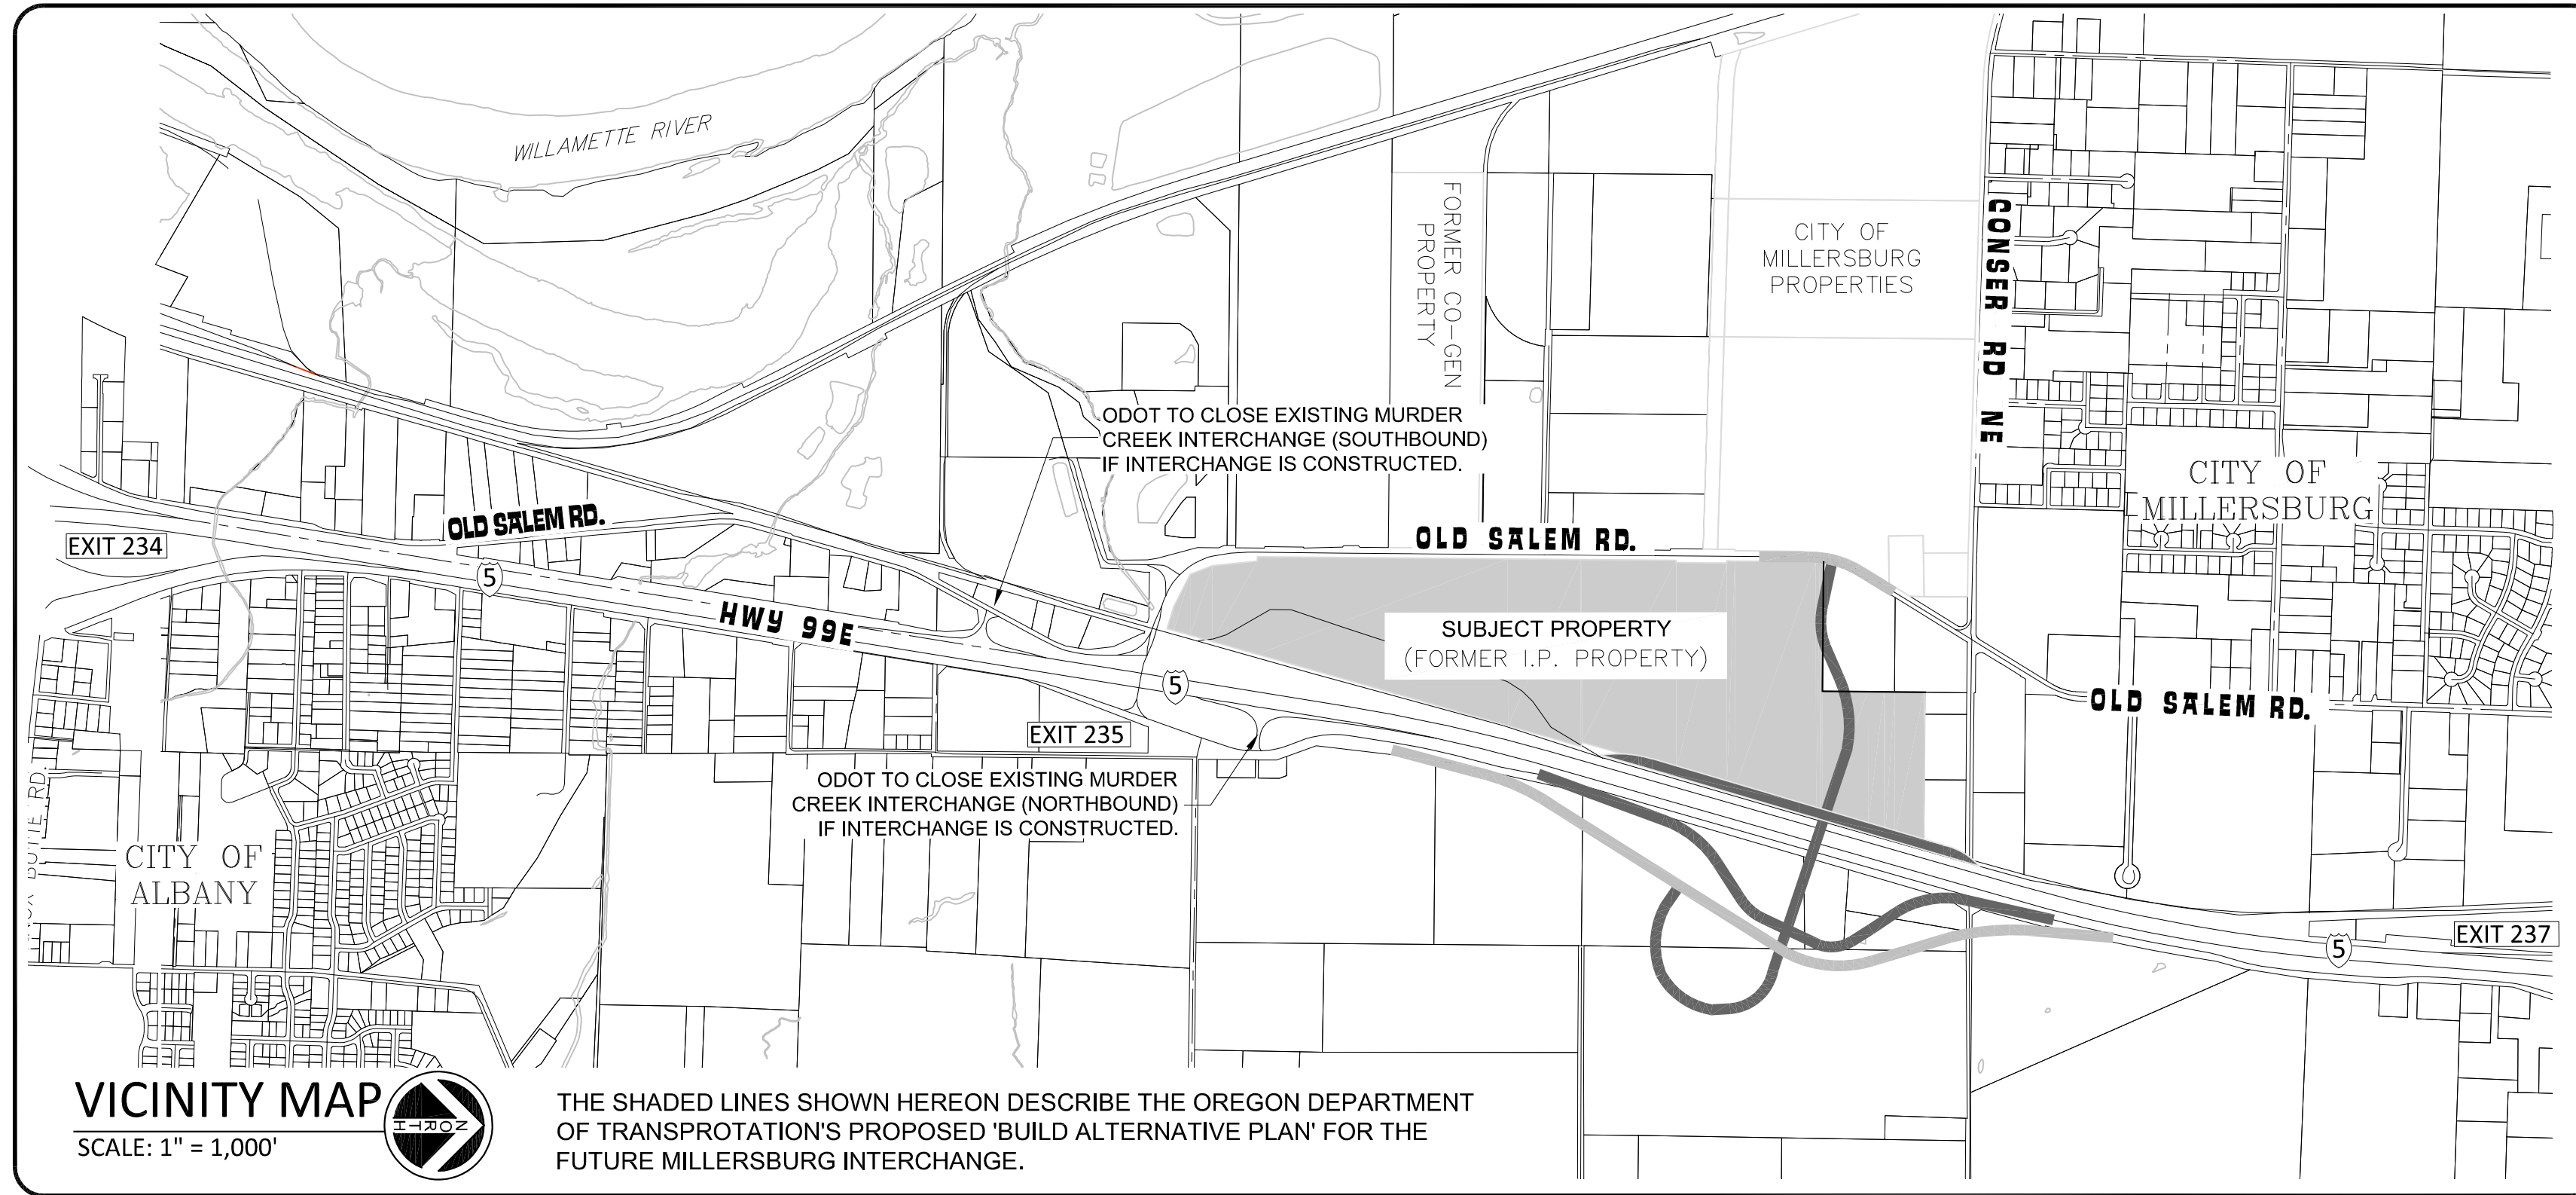 WILLAMETTE RIVER
FORMER CO-GEN
PROPERTY
CITY OF
MILLERSBURG
PROPERTIES
CONSER RD NE
ODOT TO CLOSE EXISTING MURDER
CREEK INTERCHANGE (SOUTHBOUND)
IF INTERCHANGE IS CONSTRUCTED.
CITY OF
MILLERSBURG
OLD SALEM RD.
OLD SALEM RD.
EXIT 234
5
HWY 99E
SUBJECT PROPERTY
(FORMER I.P. PROPERTY)
5
OLD SALEM RD.
EXIT 235
ODOT TO CLOSE EXISTING MURDER
CREEK INTERCHANGE (NORTHBOUND)
IF INTERCHANGE IS CONSTRUCTED.
RD.
CITY OF
ALBANY
5
EXIT 237
VICINITY MAP
SCALE: 1" = 1,000'
NORTH
THE SHADED LINES SHOWN HEREON DESCRIBE THE OREGON DEPARTMENT
OF TRANSPROTATION'S PROPOSED 'BUILD ALTERNATIVE PLAN' FOR THE
FUTURE MILLERSBURG INTERCHANGE.